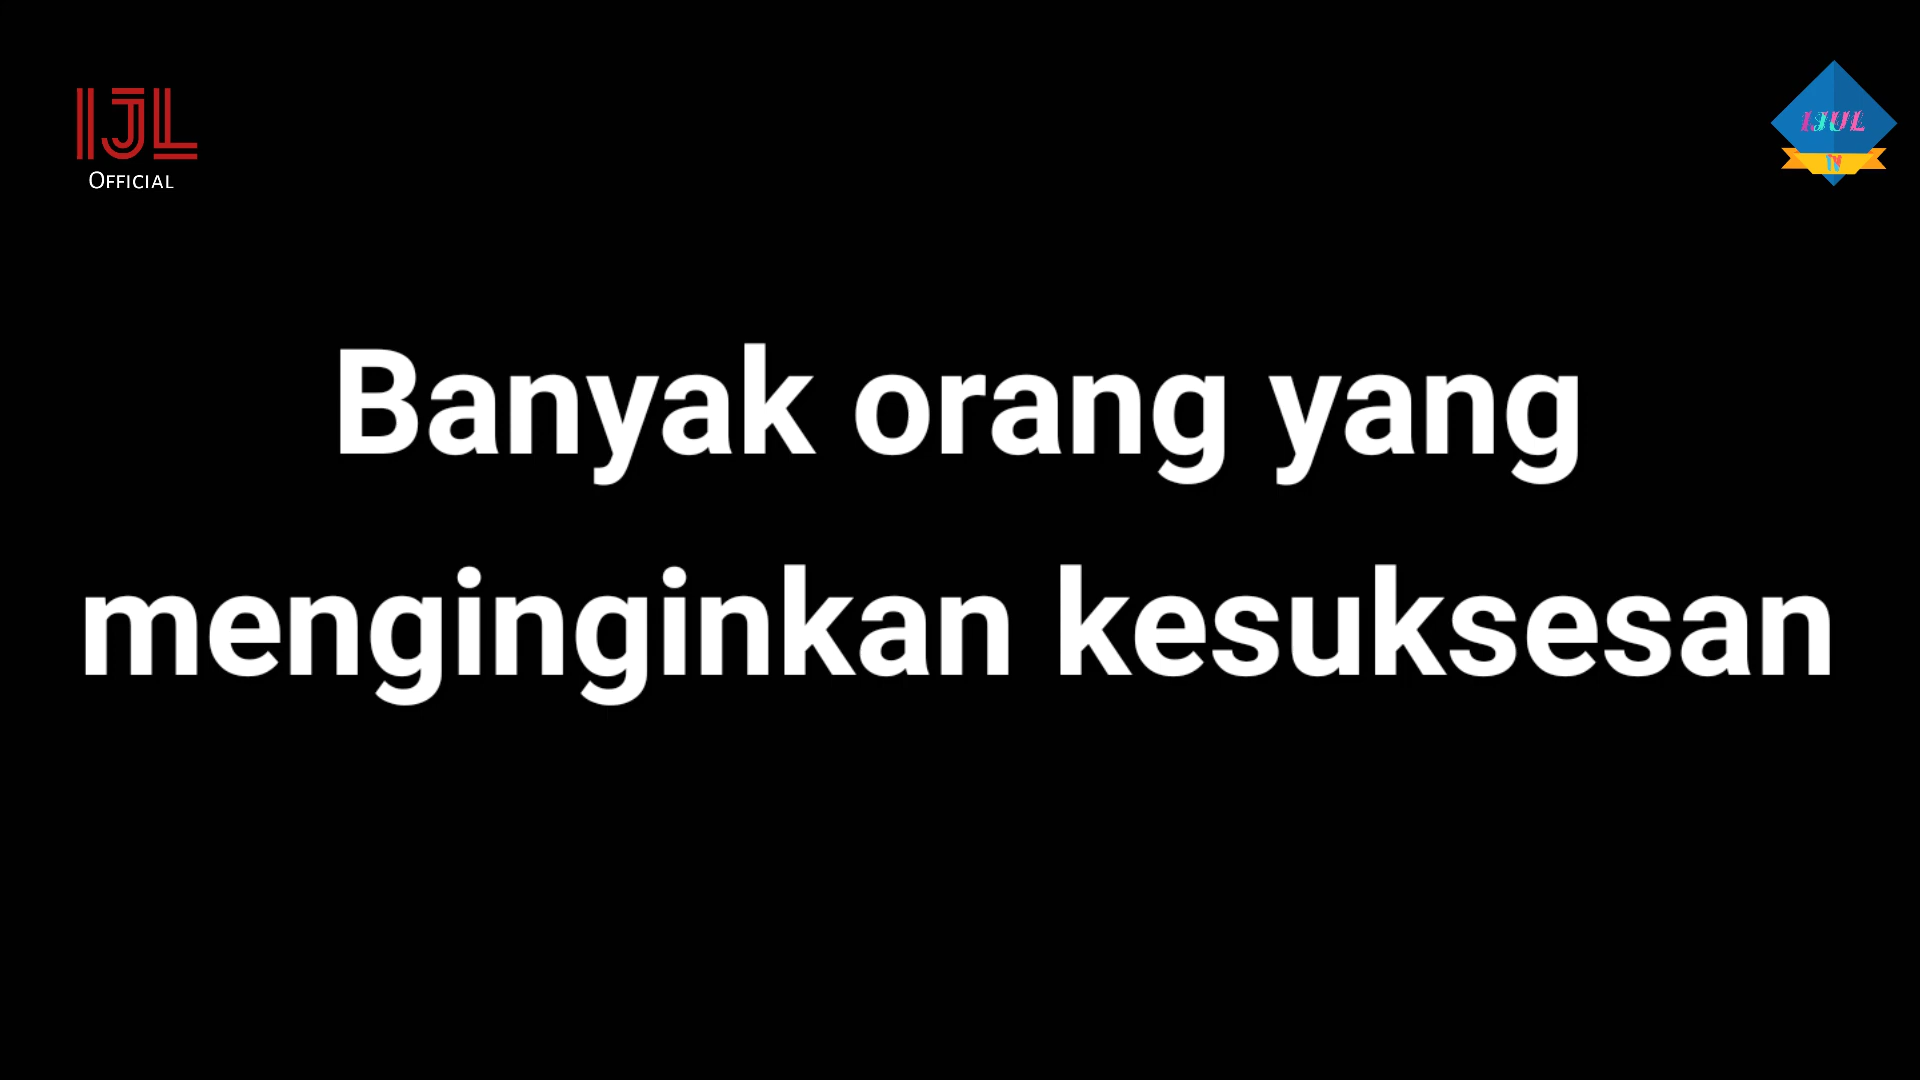 IJL
OFFICIAL
IJUL
TV
Banyak orang yang
menginginkan kesuksesan